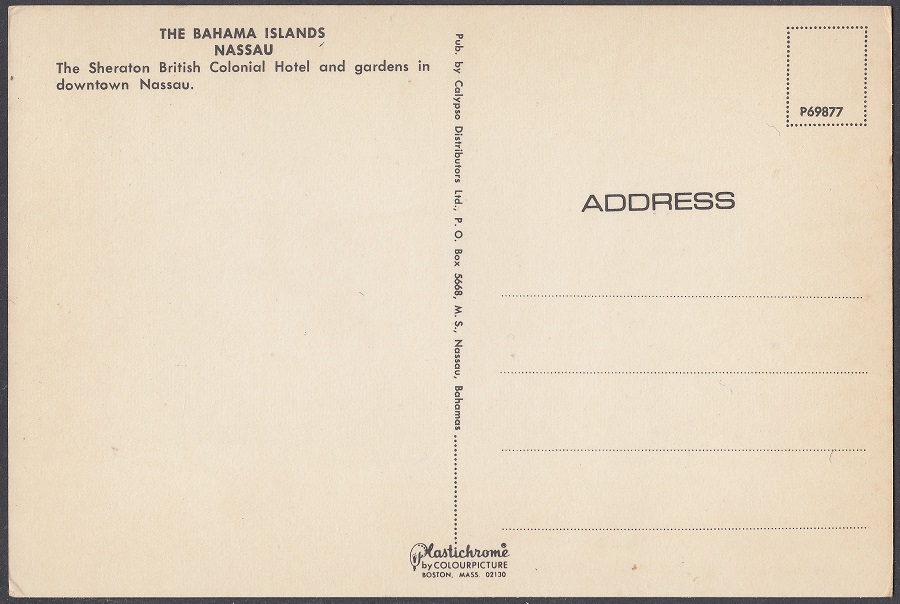 THE BAHAMA ISLANDS
NASSAU
The Sheraton British Colonial Hotel and gardens in
downtown Nassau.
Pub. by Calypso Distributors Ltd., P. O. Box 5668, M. S., Nassau, Bahamas
P69877
ADDRESS
Plastichrome®
by COLOURPICTURE
BOSTON, MASS. 02130